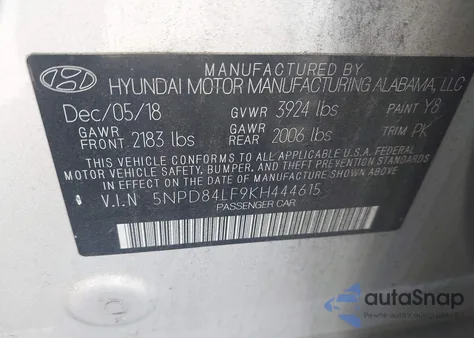 MANUFACTURED BY
HYUNDAI MOTOR MANUFACTURING ALABAMA, LLC
Dec/05/18 GVWR 3924 lbs PAINT Y8
GAWR FRONT 2183 lbs GAWR REAR 2006 lbs TRIM PK
THIS VEHICLE CONFORMS TO ALL APPLICABLE U.S.A. FEDERAL
MOTOR VEHICLE SAFETY, BUMPER, AND THEFT PREVENTION STANDARDS
IN EFFECT ON THE DATE OF MANUFACTURE SHOWN ABOVE.
V.I.N 5NPD84LF9KH444615
PASSENGER CAR
autoSnap